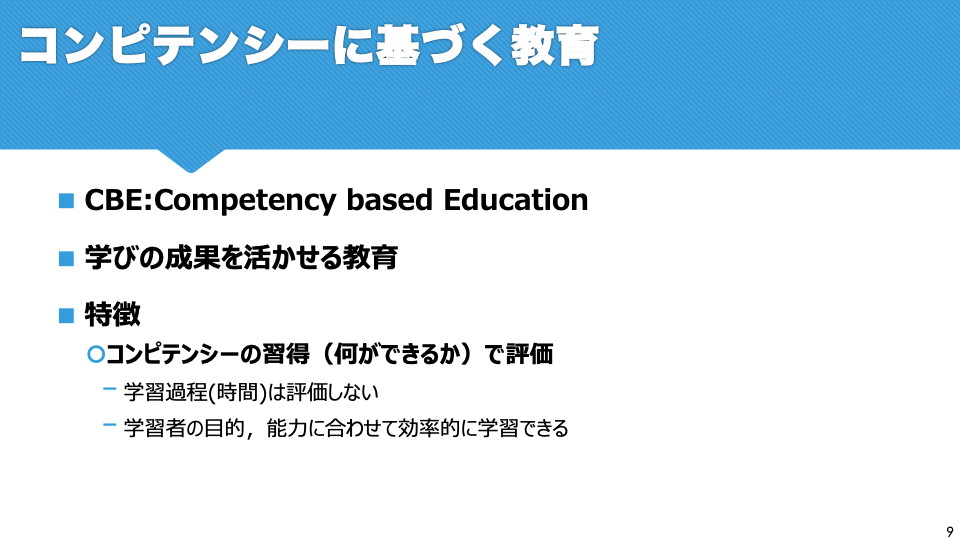 コンピテンシーに基づく教育
CBE:Competency based Education
学びの成果を活かせる教育
特徴
コンピテンシーの習得（何ができるか）で評価
学習過程(時間)は評価しない
学習者の目的，能力に合わせて効率的に学習できる
9